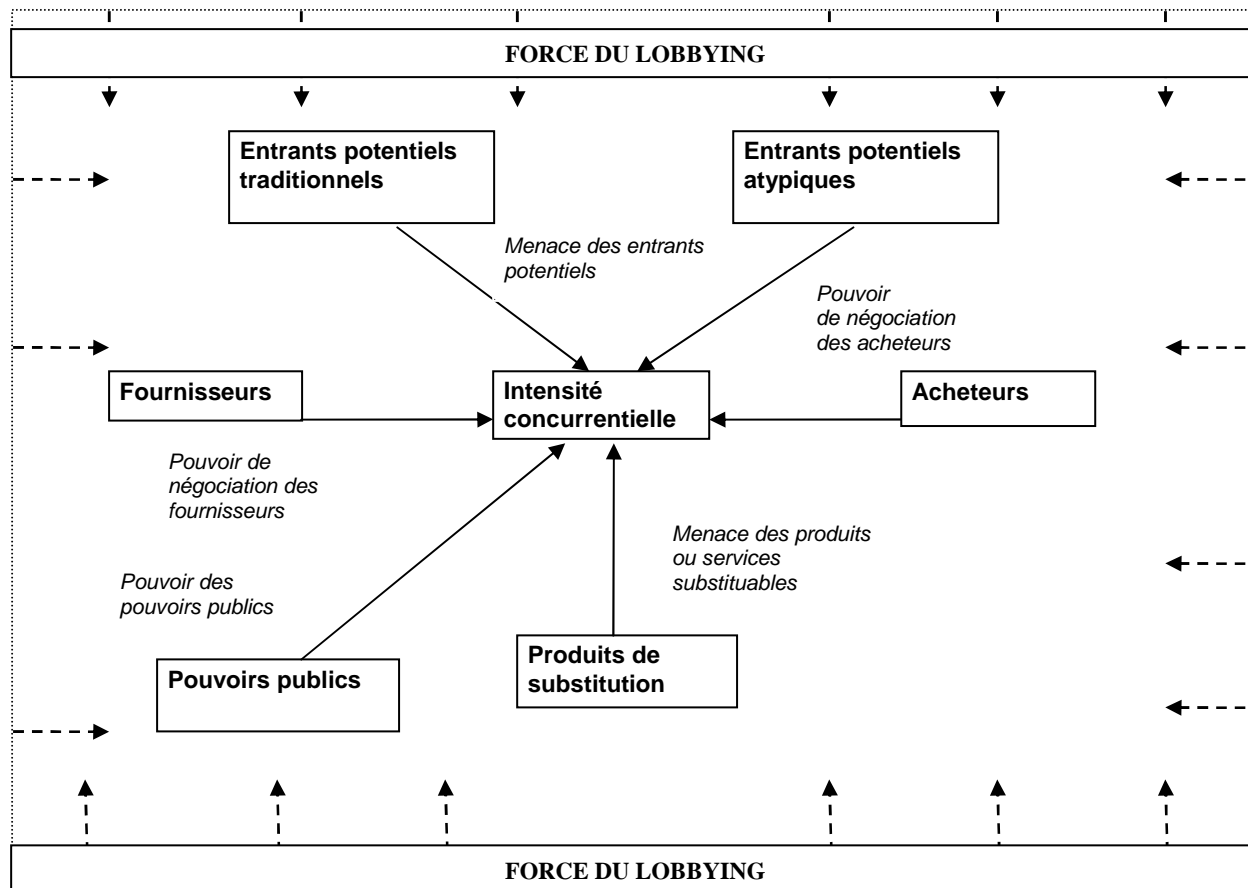 FORCE DU LOBBYING
Entrants potentiels
traditionnels
Entrants potentiels
atypiques
Menace des entrants
potentiels
Pouvoir
de négociation
des acheteurs
Fournisseurs
Intensité
concurrentielle
Acheteurs
Pouvoir de
négociation des
fournisseurs
Menace des produits
ou services
substituables
Pouvoir des
pouvoirs publics
Produits de
substitution
Pouvoirs publics
FORCE DU LOBBYING